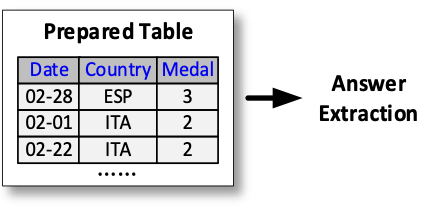 Prepared Table
Date Country Medal
02-28 ESP 3
02-01 ITA 2
02-22 ITA 2
......
Answer
Extraction